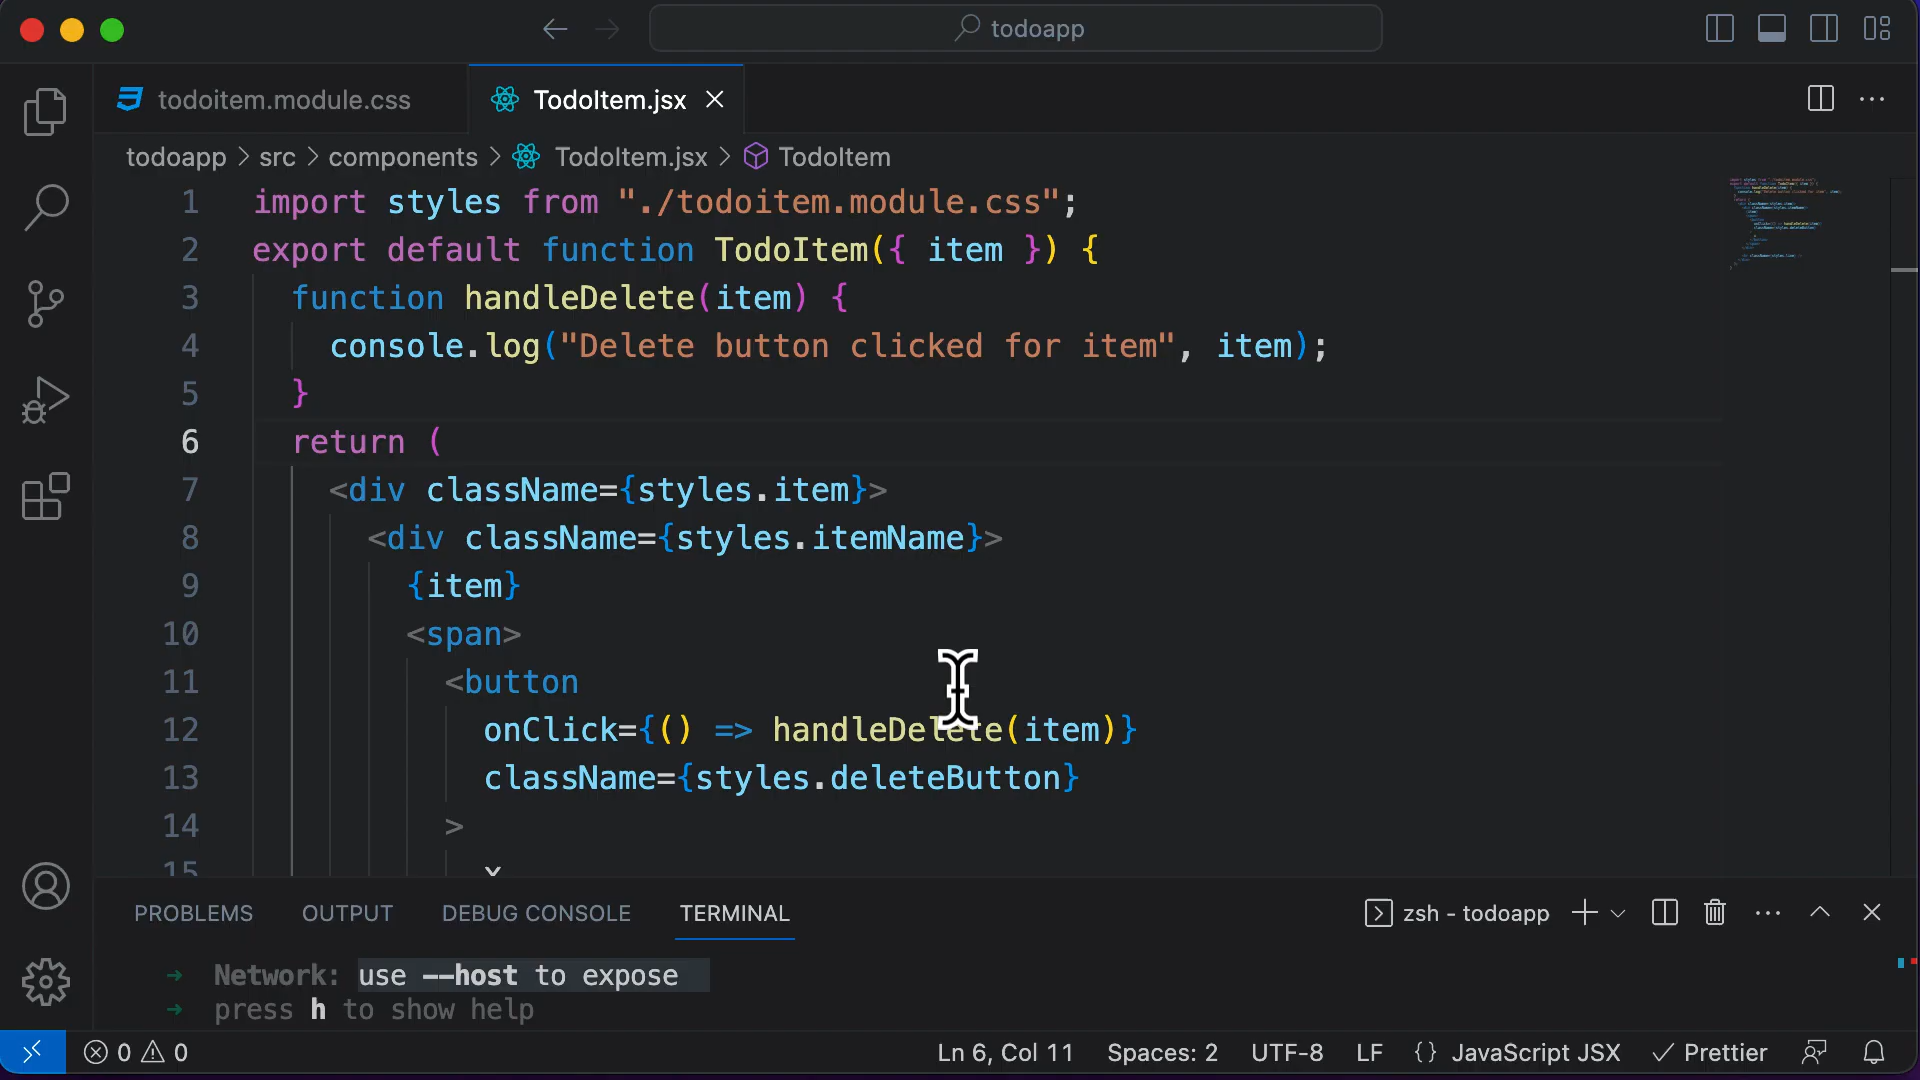 todoapp
todoitem.module.css
TodoItem.jsx
todoapp > src > components > TodoItem.jsx > TodoItem
1 import styles from "./todoitem.module.css";
2 export default function TodoItem({ item }) {
3 function handleDelete(item) {
4 console.log("Delete button clicked for item", item);
5 }
6 return (
7 <div className={styles.item}>
8 <div className={styles.itemName}>
9 {item}
10 <span>
11 <button
12 onClick={() => handleDelete(item)}
13 className={styles.deleteButton}
14 >
15 x
PROBLEMS OUTPUT DEBUG CONSOLE TERMINAL zsh - todoapp
→ Network: use --host to expose
→ press h to show help
0 0 Ln 6, Col 11 Spaces: 2 UTF-8 LF {} JavaScript JSX ✓ Prettier